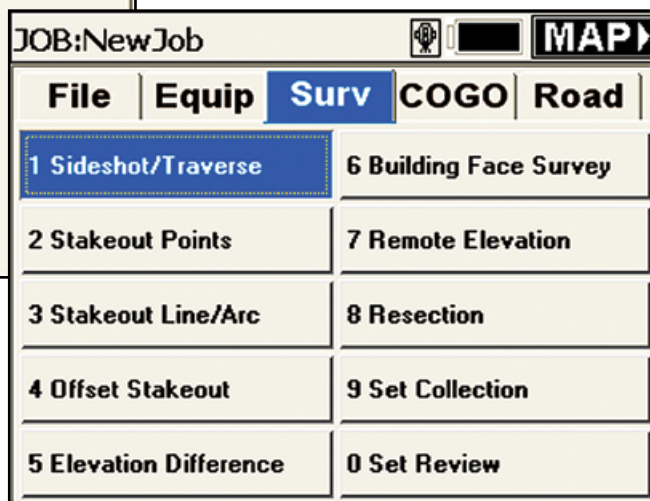 JOB:NewJob MAP
File Equip Surv COGO Road
1 Sideshot/Traverse 6 Building Face Survey
2 Stakeout Points 7 Remote Elevation
3 Stakeout Line/Arc 8 Resection
4 Offset Stakeout 9 Set Collection
5 Elevation Difference 0 Set Review